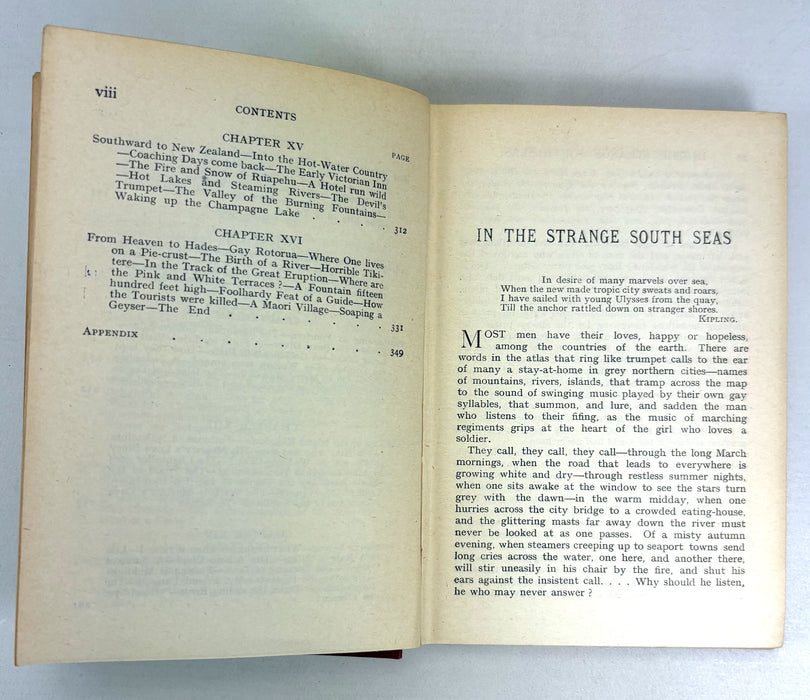 viii
CONTENTS
CHAPTER XV
PAGE
Southward to New Zealand—Into the Hot-Water Country
—Coaching Days come back—The Early Victorian Inn
—The Fire and Snow of Ruapehu—A Hotel run wild
—Hot Lakes and Steaming Rivers—The Devil's
Trumpet—The Valley of the Burning Fountains—
Waking up the Champagne Lake . . . . 312
CHAPTER XVI
From Heaven to Hades—Gay Rotorua—Where One lives
on a Pie-crust—The Birth of a River—Horrible Tiki-
tere—In the Track of the Great Eruption—Where are
the Pink and White Terraces ?—A Fountain fifteen
hundred feet high—Foolhardy Feat of a Guide—How
the Tourists were killed—A Maori Village—Soaping a
Geyser—The End . . . . . . . 331
APPENDIX . . . . . . . . 349
IN THE STRANGE SOUTH SEAS
In desire of many marvels over sea,
When the new made tropic city sweats and roars,
I have sailed with young Ulysses from the quay,
Till the anchor rattled down on stranger shores.
KIPLING.
MOST men have their loves, happy or hopeless,
among the countries of the earth. There are
words in the atlas that ring like trumpet calls to the ear
of many a stay-at-home in grey northern cities—names
of mountains, rivers, islands, that tramp across the map
to the sound of swinging music played by their own gay
syllables, that summon, and lure, and sadden the man
who listens to their fifing, as the music of marching
regiments grips at the heart of the girl who loves a
soldier.
They call, they call, they call—through the long March
mornings, when the road that leads to everywhere is
growing white and dry—through restless summer nights,
when one sits awake at the window to see the stars turn
grey with the dawn—in the warm midday, when one
hurries across the city bridge to a crowded eating-house,
and the glittering masts far away down the river must
never be looked at as one passes. Of a misty autumn
evening, when steamers creeping up to seaport towns send
long cries across the water, one here, and another there,
will stir uneasily in his chair by the fire, and shut his
ears against the insistent call. . . . Why should he listen,
he who may never answer ?